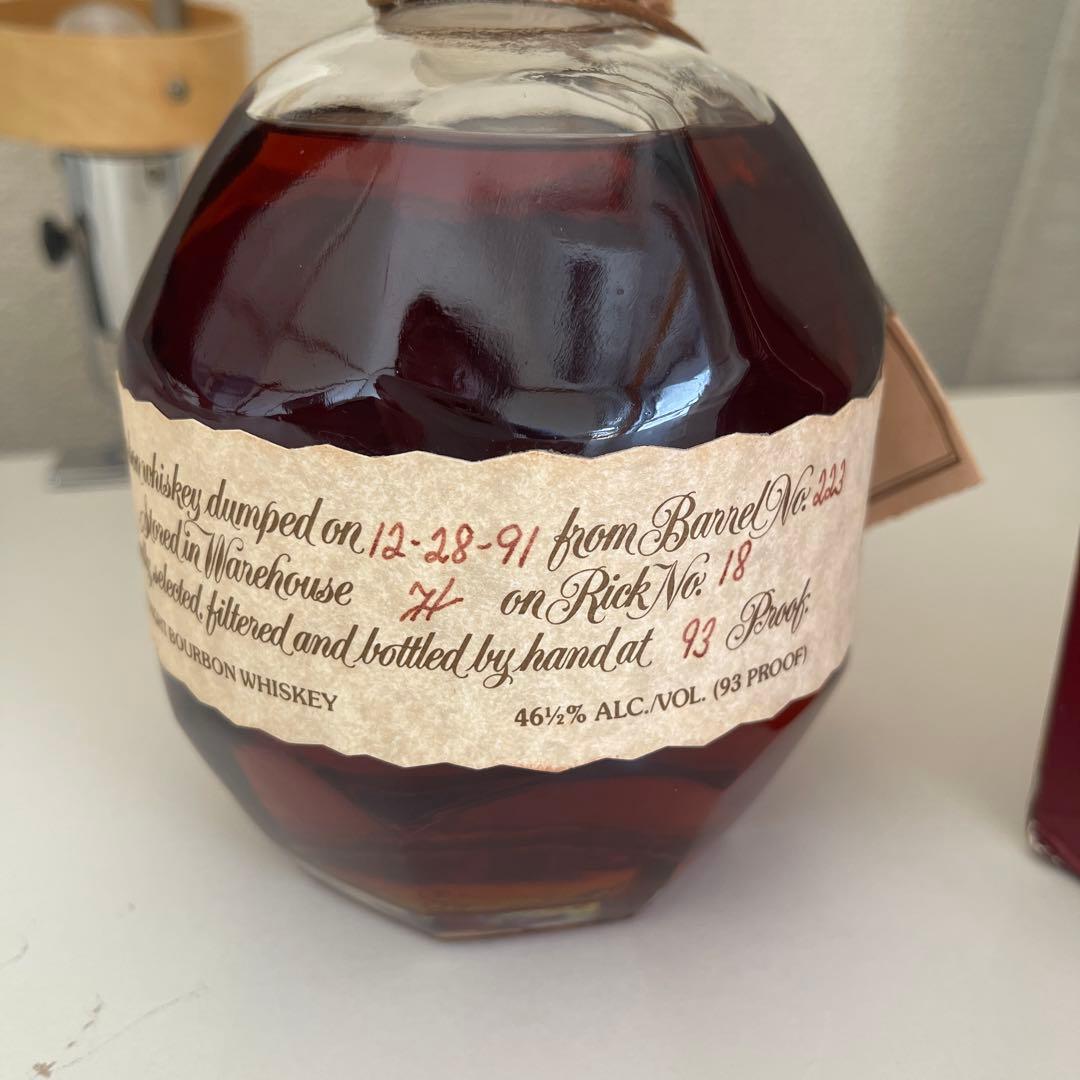 whiskey dumped on 12-28-91 from Barrel No. 223
stored in Warehouse H on Rick No. 18
selected, filtered and bottled by hand at 93 Proof.
BOURBON WHISKEY 46½% ALC./VOL. (93 PROOF)